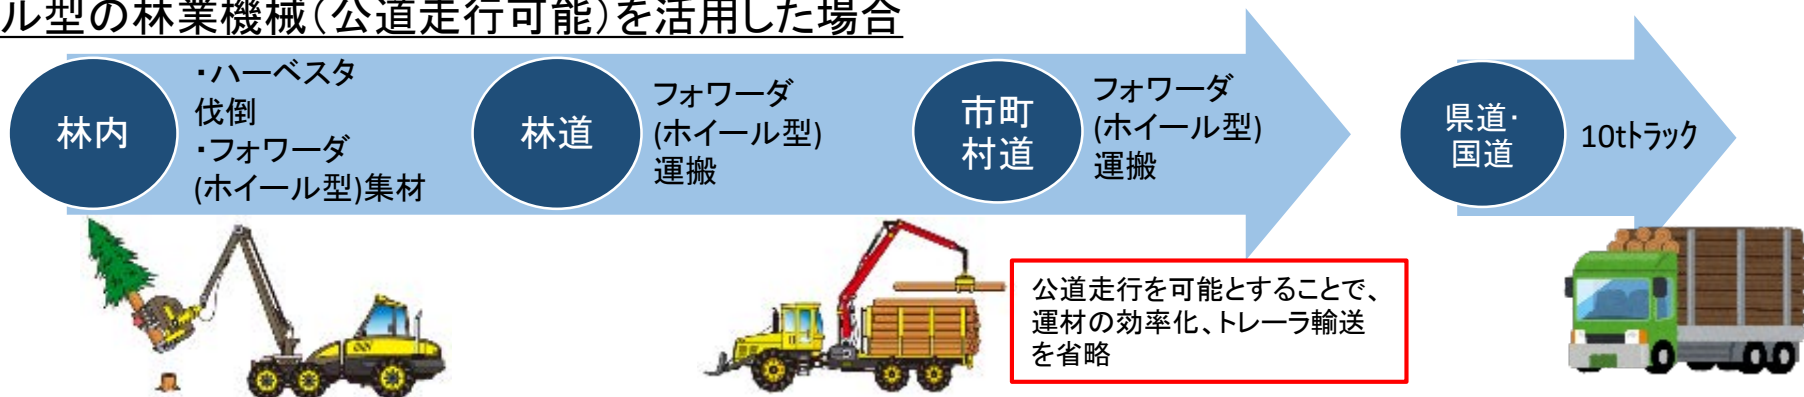 ル型の林業機械(公道走行可能)を活用した場合
林内
・ハーベスタ
伐倒
・フォワーダ
(ホイール型)集材
林道
フォワーダ
(ホイール型)
運搬
市町
村道
フォワーダ
(ホイール型)
運搬
県道・
国道
10tトラック
公道走行を可能とすることで、
運材の効率化、トレーラ輸送
を省略